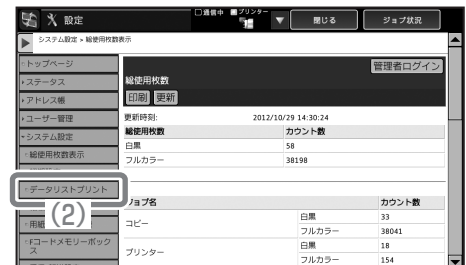 設定
通信中
プリンター
閉じる
ジョブ状況
システム設定 > 総使用枚数表示
トップページ
ステータス
アドレス帳
ユーザー管理
システム設定
総使用枚数表示
データリストプリント
(2)
Fコードメモリーボックス
管理者ログイン
総使用枚数
印刷 更新
更新時刻: 2012/10/29 14:30:24
総使用枚数 カウント数
白黒 58
フルカラー 38198
ジョブ名 カウント数
コピー 白黒 33
フルカラー 38041
プリンター 白黒 18
フルカラー 154